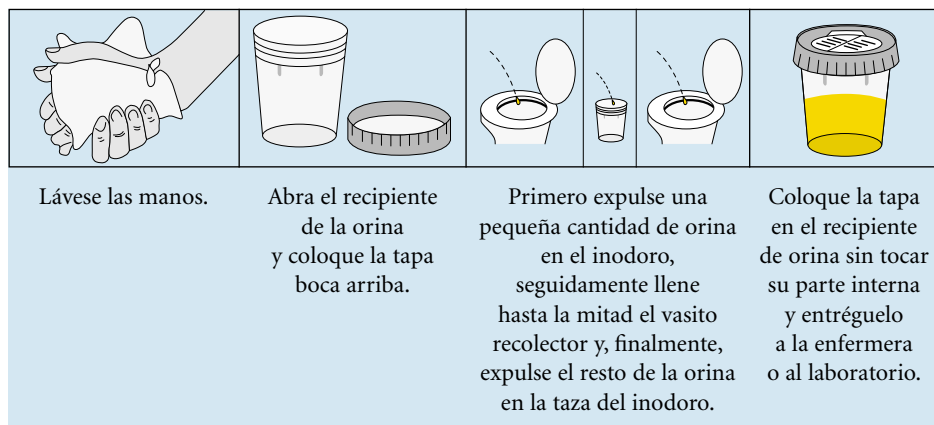 Lávese las manos.
Abra el recipiente
de la orina
y coloque la tapa
boca arriba.
Primero expulse una
pequeña cantidad de orina
en el inodoro,
seguidamente llene
hasta la mitad el vasito
recolector y, finalmente,
expulse el resto de la orina
en la taza del inodoro.
Coloque la tapa
en el recipiente
de orina sin tocar
su parte interna
y entréguelo
a la enfermera
o al laboratorio.